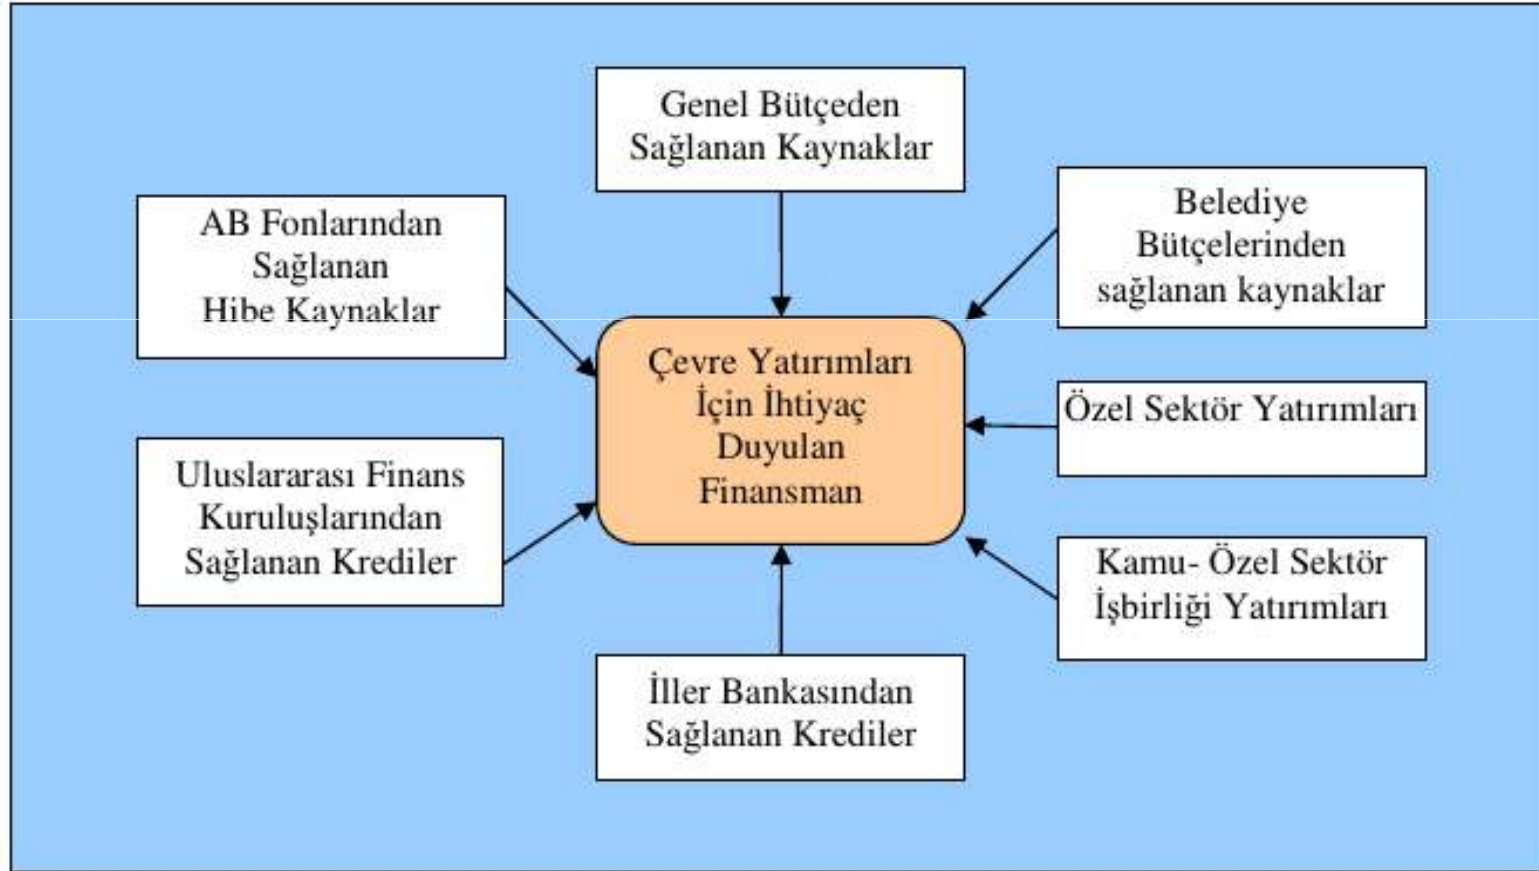 Genel Bütçeden
Sağlanan Kaynaklar
AB Fonlarından
Sağlanan
Hibe Kaynaklar
Belediye
Bütçelerinden
sağlanan kaynaklar
Çevre Yatırımları
İçin İhtiyaç
Duyulan
Finansman
Özel Sektör Yatırımları
Uluslararası Finans
Kuruluşlarından
Sağlanan Krediler
Kamu- Özel Sektör
İşbirliği Yatırımları
İller Bankasından
Sağlanan Krediler